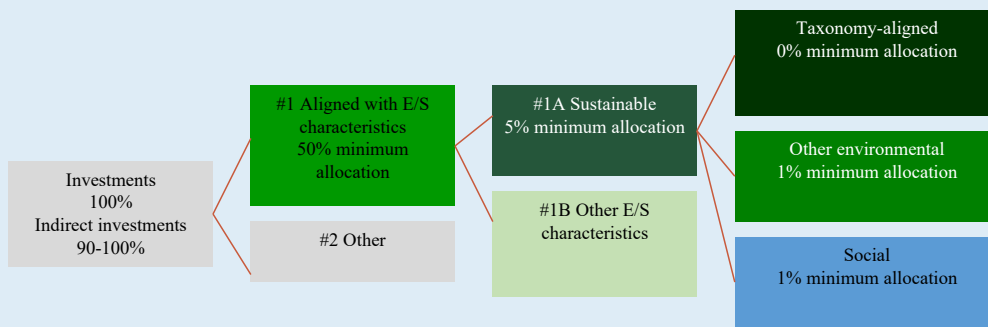 Investments
100%
Indirect investments
90-100%
#1 Aligned with E/S
characteristics
50% minimum
allocation
#2 Other
#1A Sustainable
5% minimum allocation
#1B Other E/S
characteristics
Taxonomy-aligned
0% minimum allocation
Other environmental
1% minimum allocation
Social
1% minimum allocation